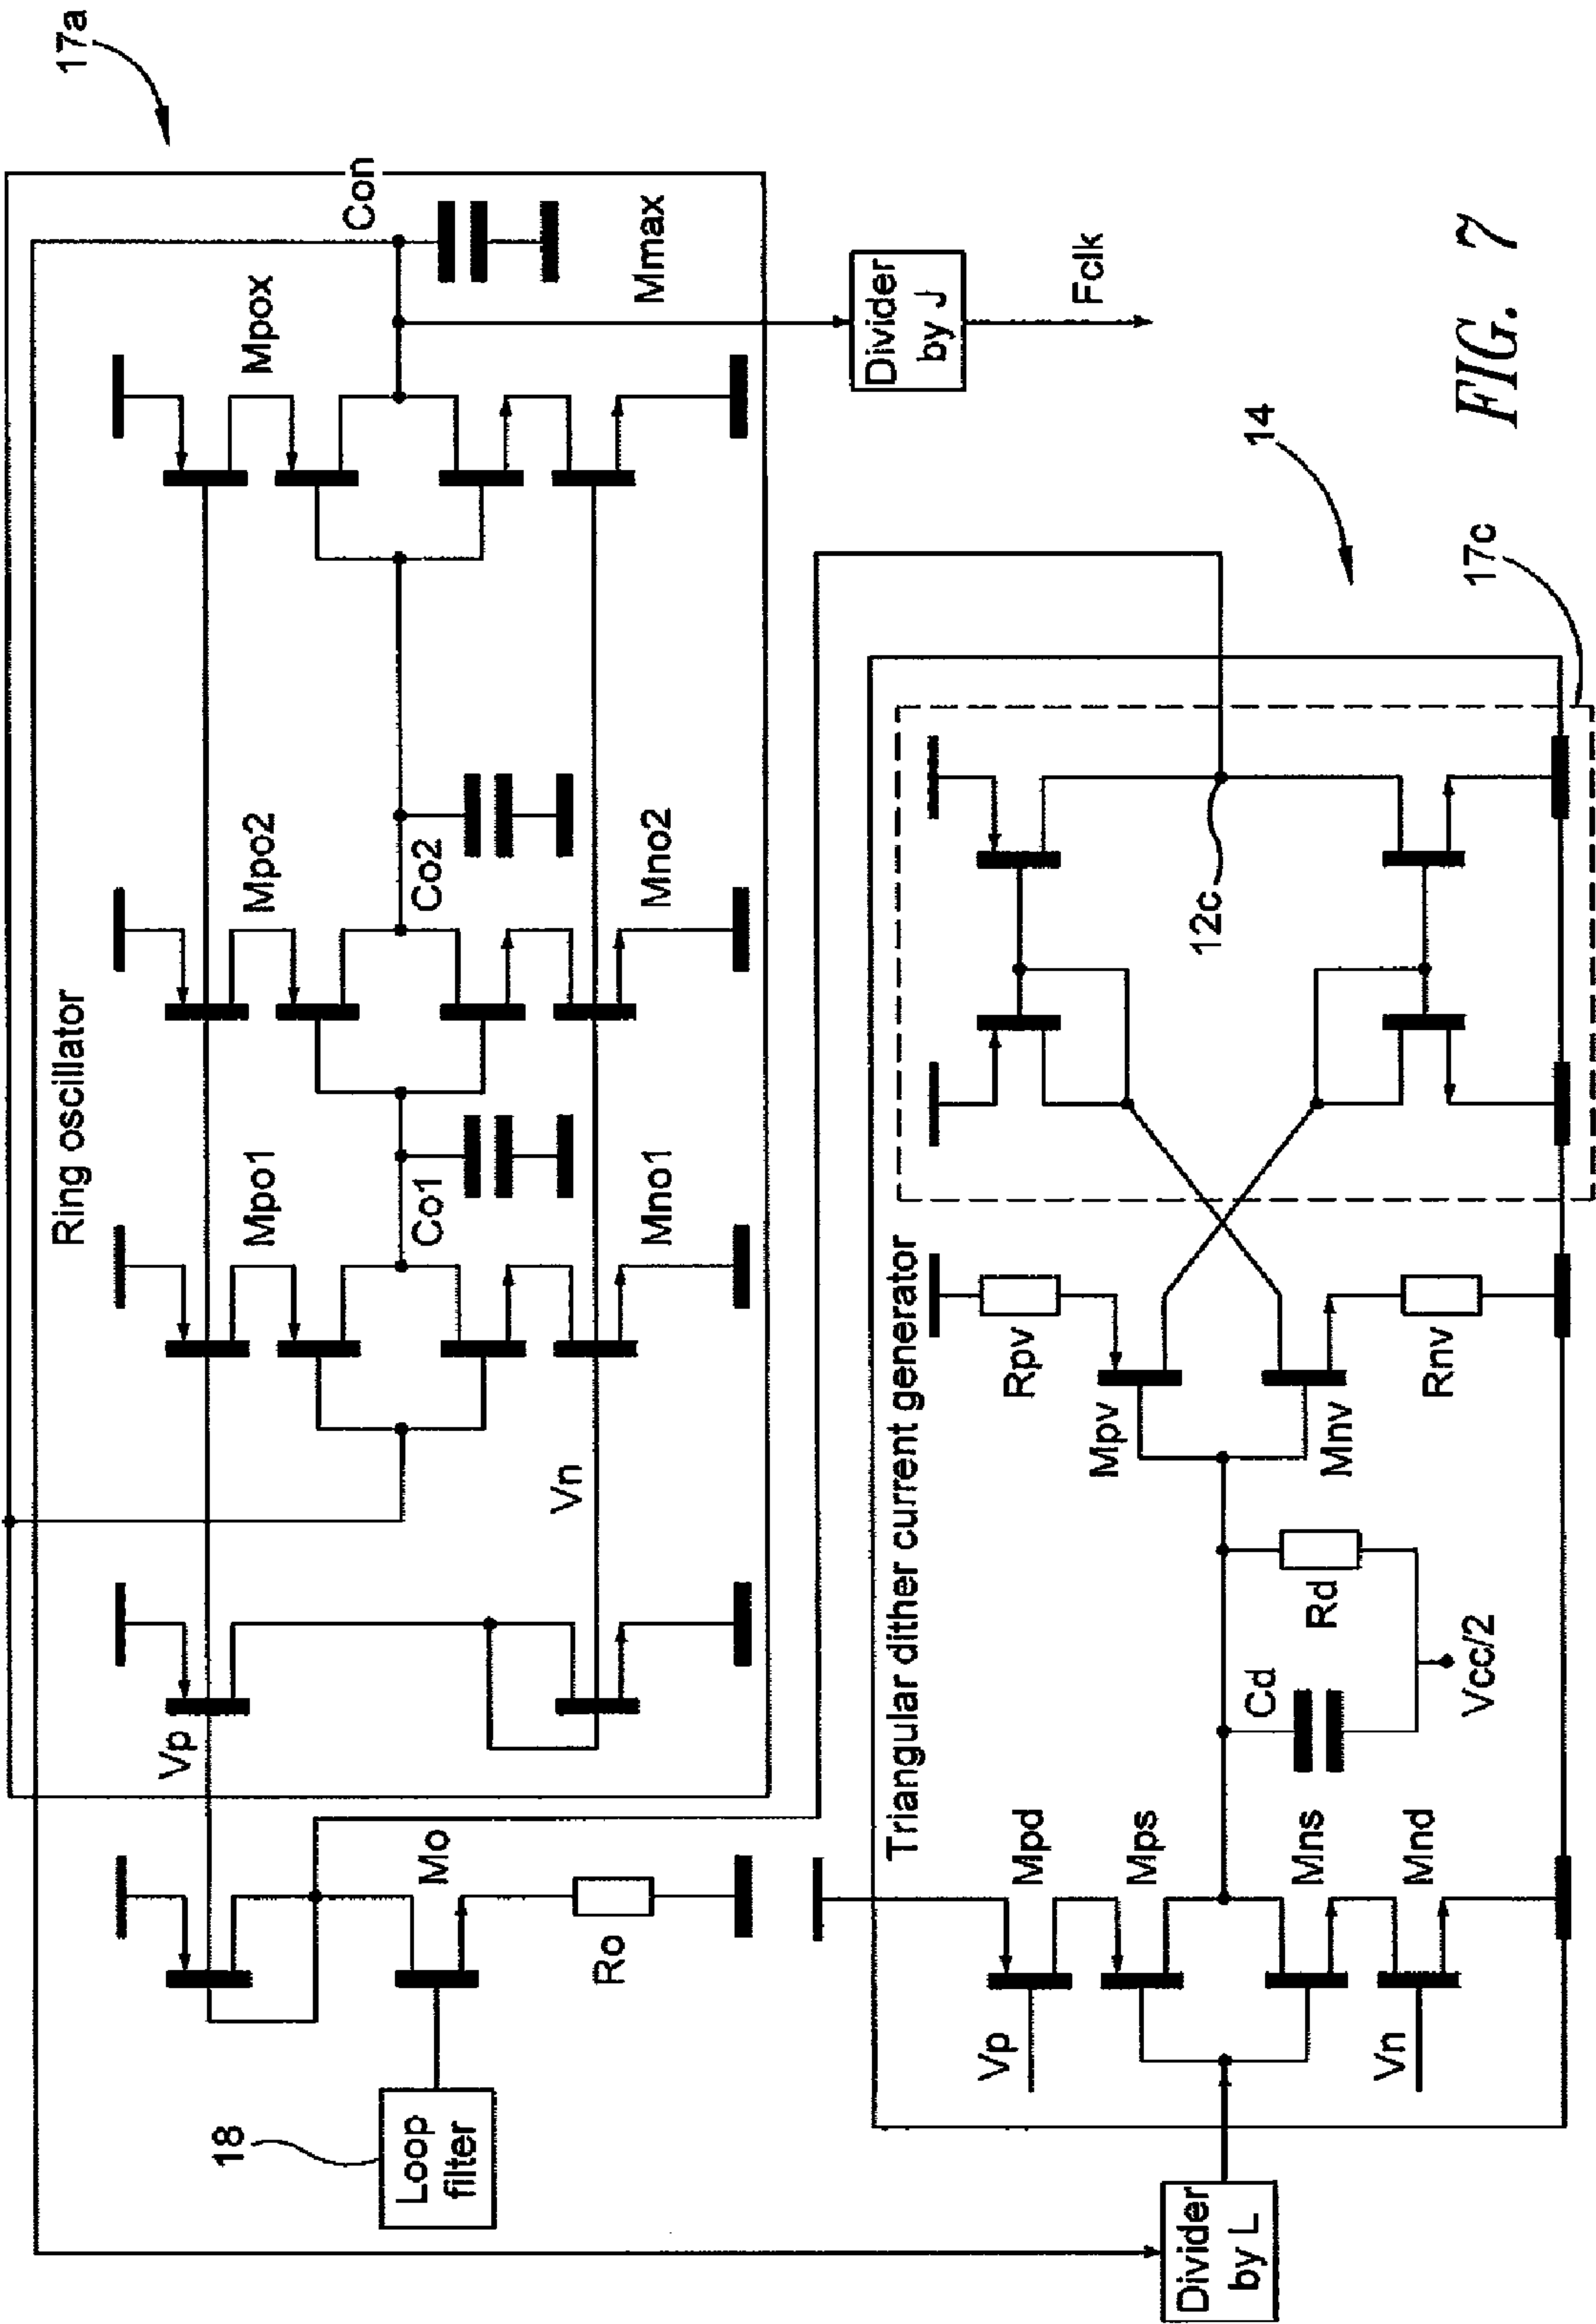 17a
Ring oscillator
Con
Mpox
Mmax
Mpo2
Co2
Mno2
Mpo1
Co1
Mno1
Vp
Vn
Mo
Ro
18
Loop
filter
Divider
by J
Fclk
FIG. 7
14
17c
Triangular dither current generator
12c
Rpv
Mpv
Mnv
Rnv
Rd
Cd
Vcc/2
Mpd
Mps
Mns
Mnd
Vp
Vn
Divider
by L